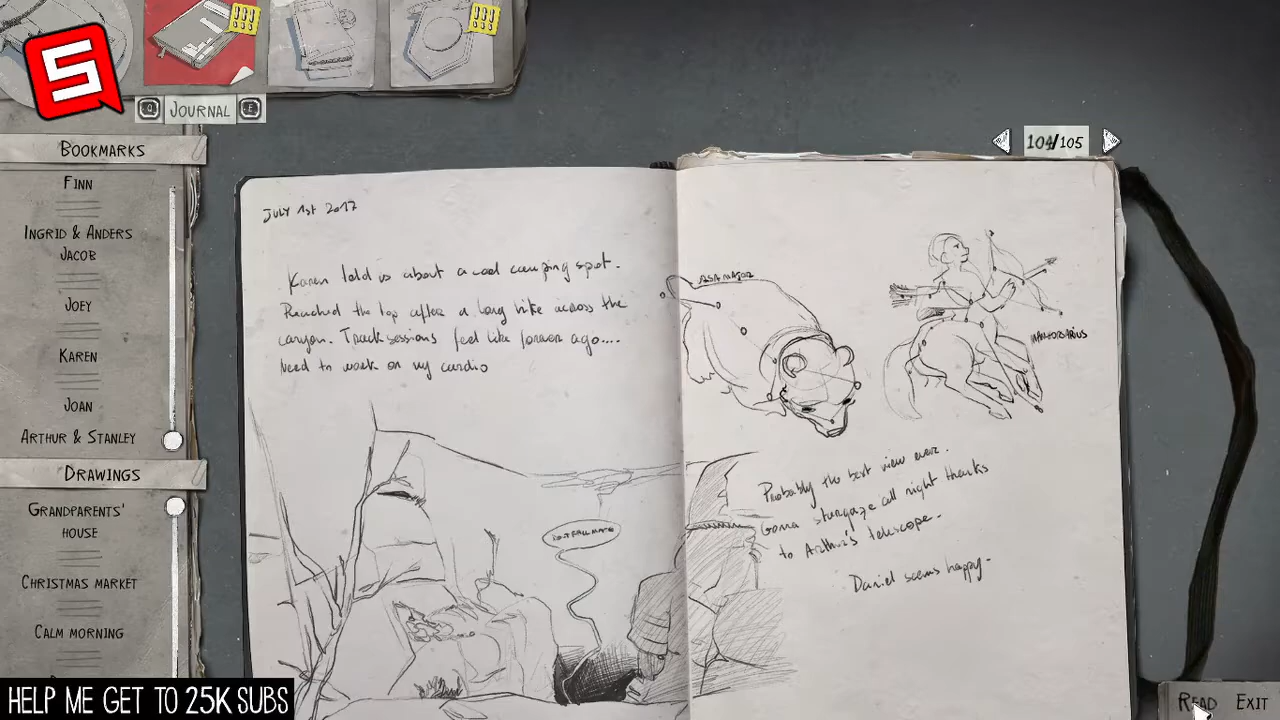 S
Q JOURNAL E
BOOKMARKS
FINN
INGRID & ANDERS
JACOB
JOEY
KAREN
JOAN
ARTHUR & STANLEY
DRAWINGS
GRANDPARENTS'
HOUSE
CHRISTMAS MARKET
CALM MORNING
HELP ME GET TO 25K SUBS
104/105
JULY 1st 2017
Karen told us about a cool camping spot.
Reached the top after a long hike across the
canyon. Track sessions feel like forever ago....
Need to work on my cardio
Probably the best view ever.
Gonna stargaze all night thanks
to Arthur's telescope.
Daniel seems happy.
READ EXIT